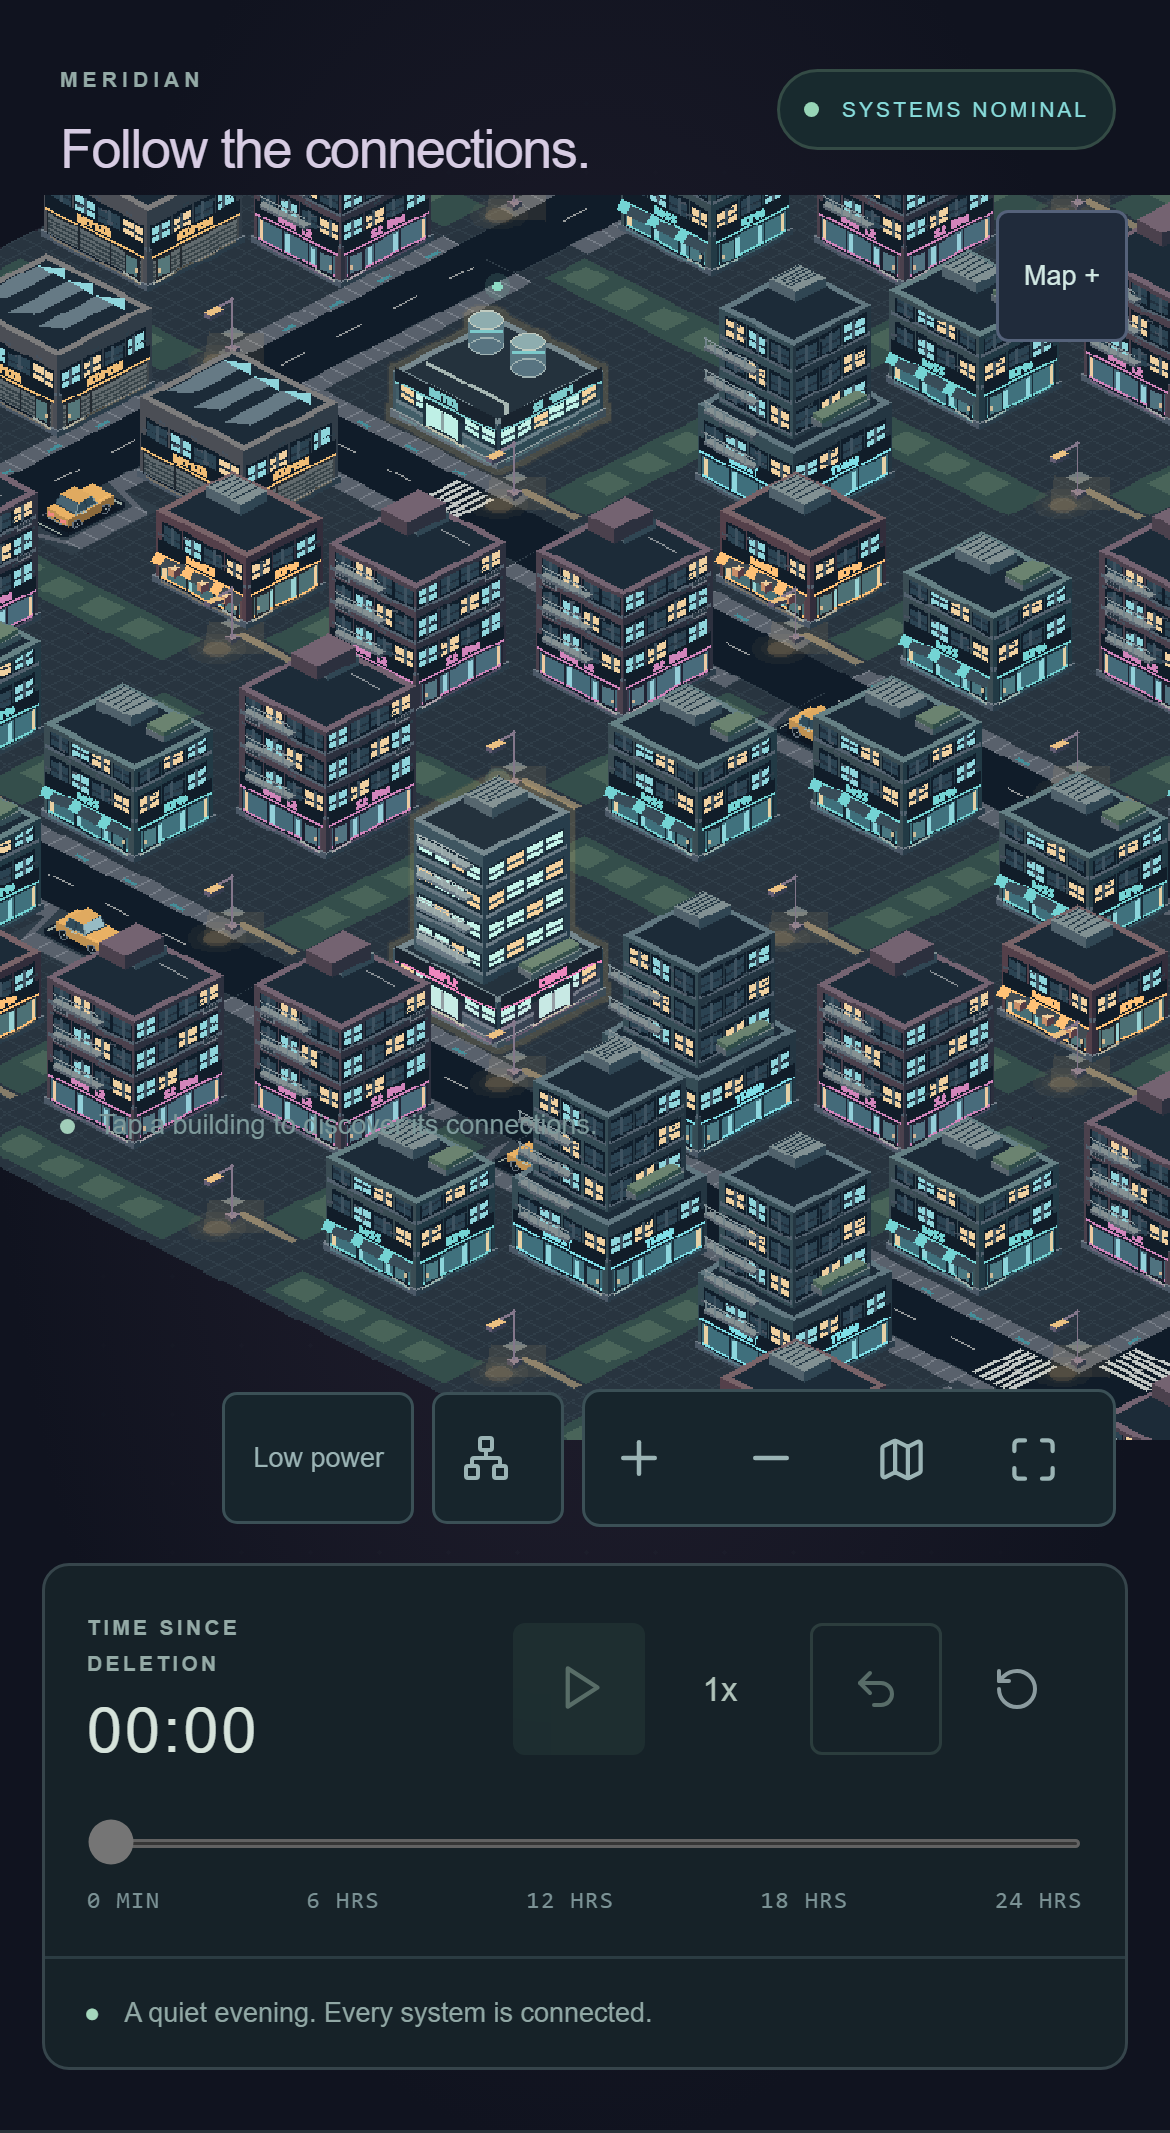 MERIDIAN
Follow the connections.
SYSTEMS NOMINAL
Map +
Tap a building to discover its connections.
Low power
TIME SINCE
DELETION
00:00
1x
0 MIN
6 HRS
12 HRS
18 HRS
24 HRS
A quiet evening. Every system is connected.